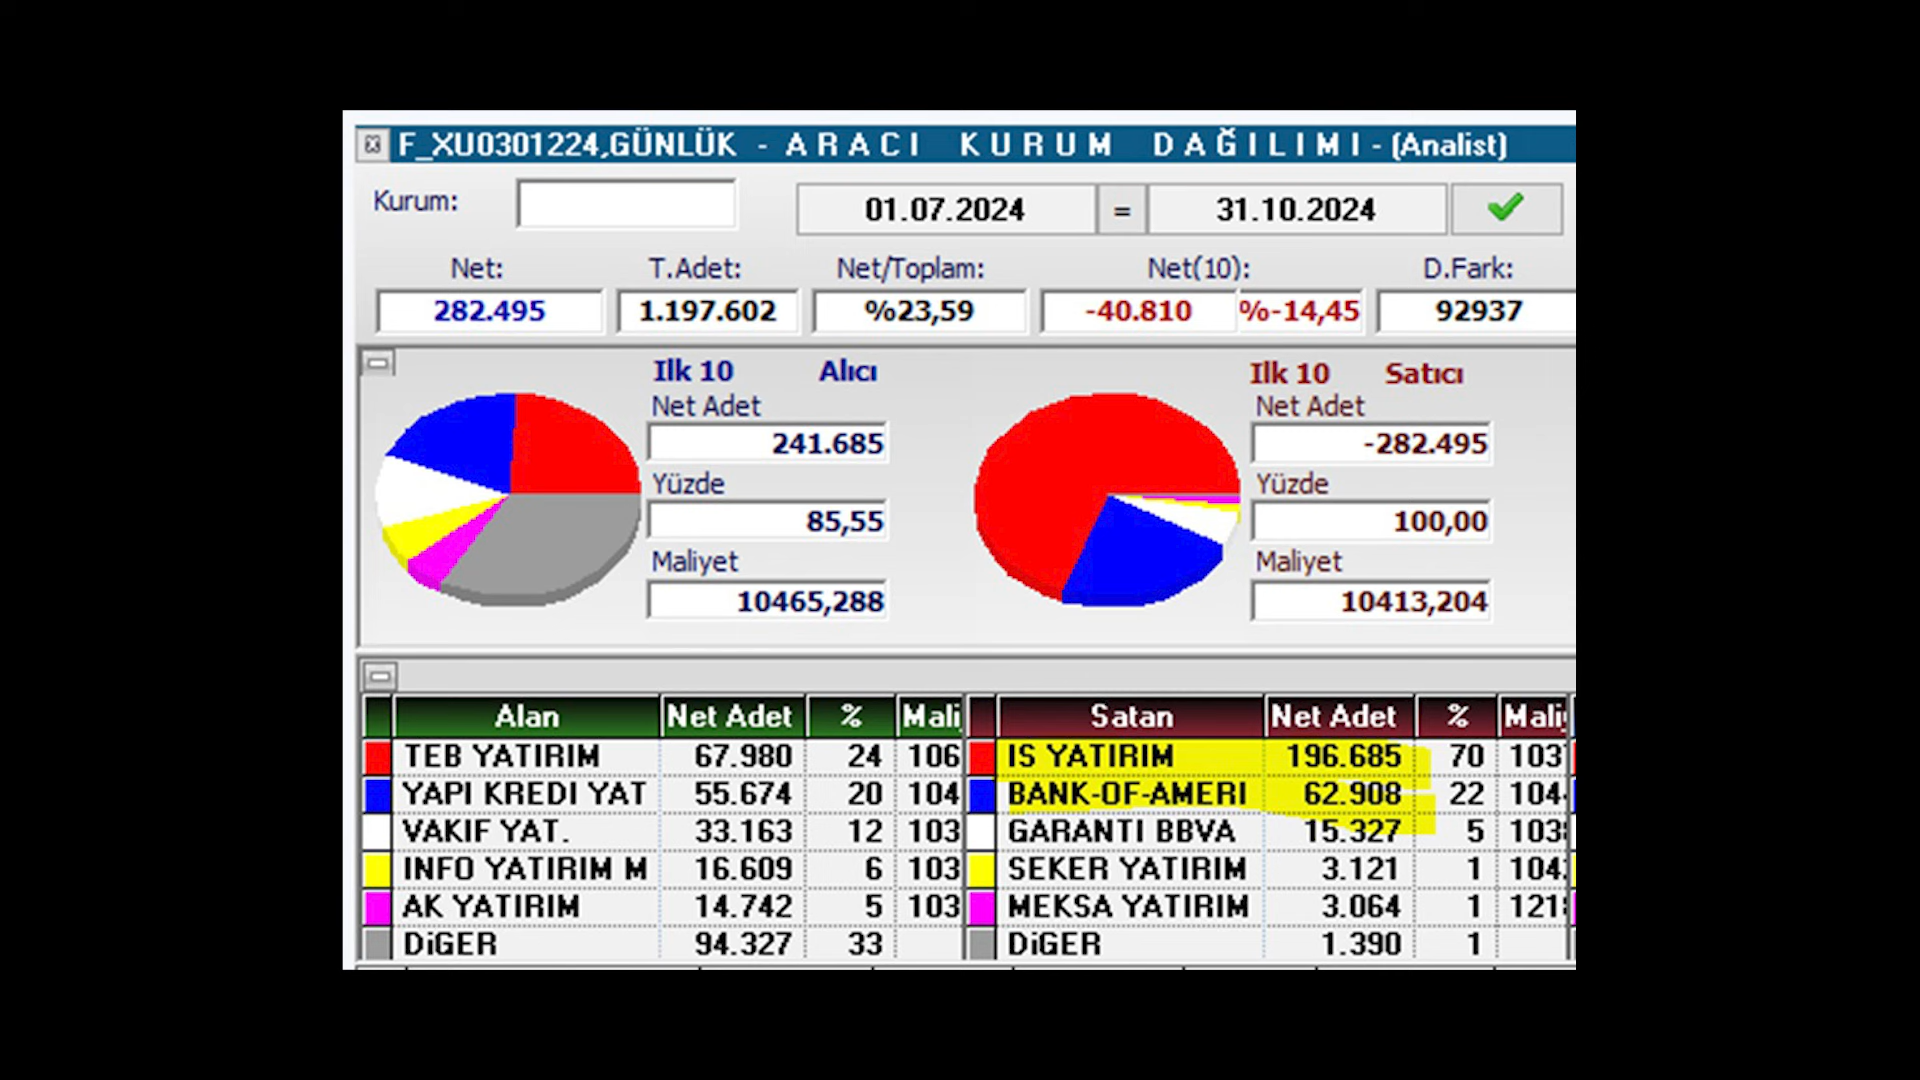 F_XU0301224,GÜNLÜK - ARACI KURUM DAĞILIMI - (Analist)
Kurum: 01.07.2024 = 31.10.2024
Net: T.Adet: Net/Toplam: Net(10): D.Fark:
282.495 1.197.602 %23,59 -40.810 %-14,45 92937
Ilk 10 Alıcı
Net Adet
241.685
Yüzde
85,55
Maliyet
10465,288
Ilk 10 Satıcı
Net Adet
-282.495
Yüzde
100,00
Maliyet
10413,204
Alan Net Adet % Mali
TEB YATIRIM 67.980 24 106
YAPI KREDI YAT 55.674 20 104
VAKIF YAT. 33.163 12 103
INFO YATIRIM M 16.609 6 103
AK YATIRIM 14.742 5 103
DiGER 94.327 33
Satan Net Adet % Mali
IS YATIRIM 196.685 70 103
BANK-OF-AMERI 62.908 22 104
GARANTI BBVA 15.327 5 103
SEKER YATIRIM 3.121 1 104
MEKSA YATIRIM 3.064 1 121
DiGER 1.390 1